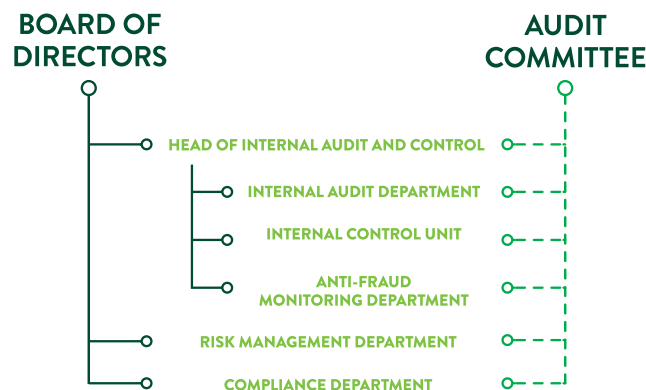 BOARD OF
DIRECTORS
AUDIT
COMMITTEE
HEAD OF INTERNAL AUDIT AND CONTROL
INTERNAL AUDIT DEPARTMENT
INTERNAL CONTROL UNIT
ANTI-FRAUD
MONITORING DEPARTMENT
RISK MANAGEMENT DEPARTMENT
COMPLIANCE DEPARTMENT